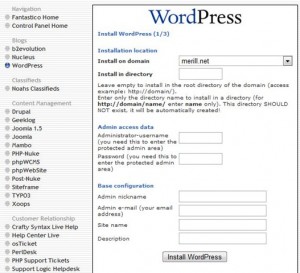 Navigation
Fantastico Home
Control Panel Home
Blogs
b2evolution
Nucleus
WordPress
Classifieds
Noahs Classifieds
Content Management
Drupal
Geeklog
Joomla 1.5
Joomla
Mambo
PHP-Nuke
phpWCMS
phpWebSite
Post-Nuke
Siteframe
TYPO3
Xoops
Customer Relationship
Crafty Syntax Live Help
Help Center Live
osTicket
PerlDesk
PHP Support Tickets
Support Logic Helpdesk
WordPress
Install WordPress (1/3)
Installation location
Install on domain
merill.net
Install in directory
Leave empty to install in the root directory of the domain (access
example: http://domain/).
Enter only the directory name to install in a directory (for
http://domain/name/ enter name only). This directory SHOULD
NOT exist, it will be automatically created!
Admin access data
Administrator-username
(you need this to enter the
protected admin area)
Password (you need this to
enter the protected admin
area)
Base configuration
Admin nickname
Admin e-mail (your email
address)
Site name
Description
Install WordPress